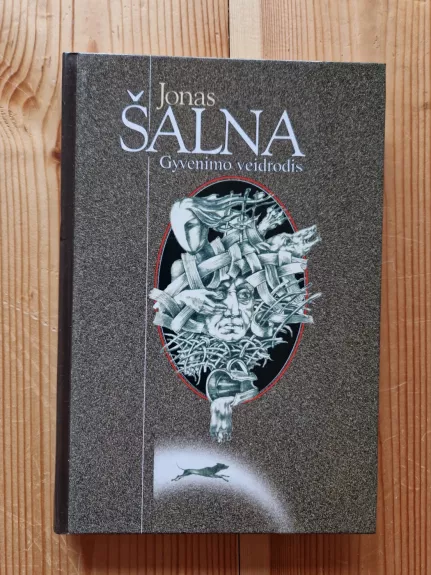 Jonas
ŠALNA
Gyvenimo veidrodis